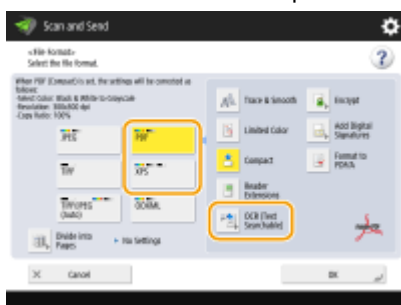 Scan and Send
<File Format>
Select the file format.
?
When PDF (Compact) is set, the settings will be corrected as
follows:
-Select Color: Black & White to Grayscale
-Resolution: 300x300 dpi
-Copy Ratio: 100%
JPEG
PDF
TIFF
XPS
TIFF/JPEG
(Auto)
OOXML
Divide into
Pages
No Settings
Trace & Smooth
Encrypt
Limited Color
Add Digital
Signatures
Compact
Format to
PDF/A
Reader
Extensions
OCR (Text
Searchable)
Cancel
OK